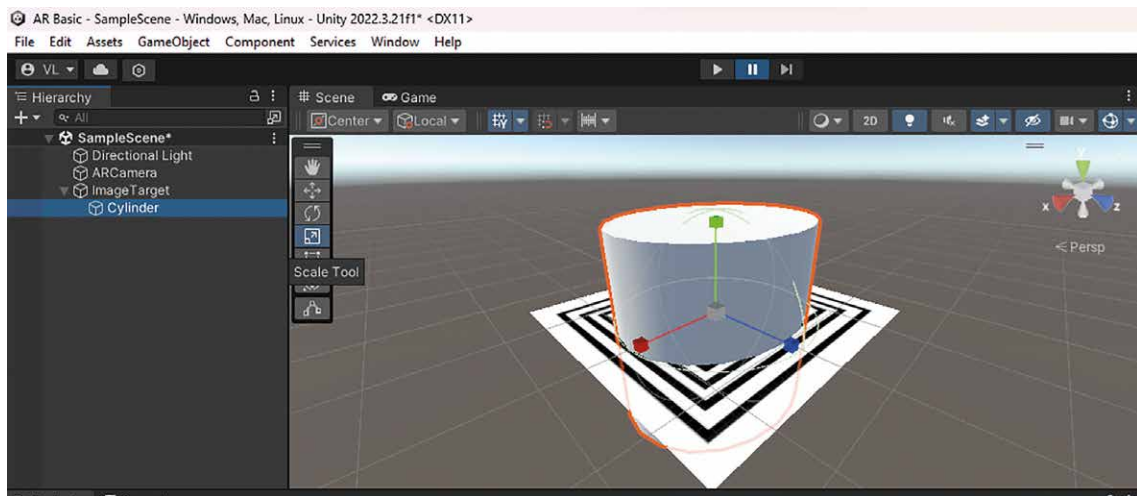 AR Basic - SampleScene - Windows, Mac, Linux - Unity 2022.3.21f1* <DX11>
File Edit Assets GameObject Component Services Window Help
VL
Hierarchy
Scene Game
All
Center Local
2D
SampleScene*
Directional Light
ARCamera
ImageTarget
Cylinder
Scale Tool
y
x
z
Persp